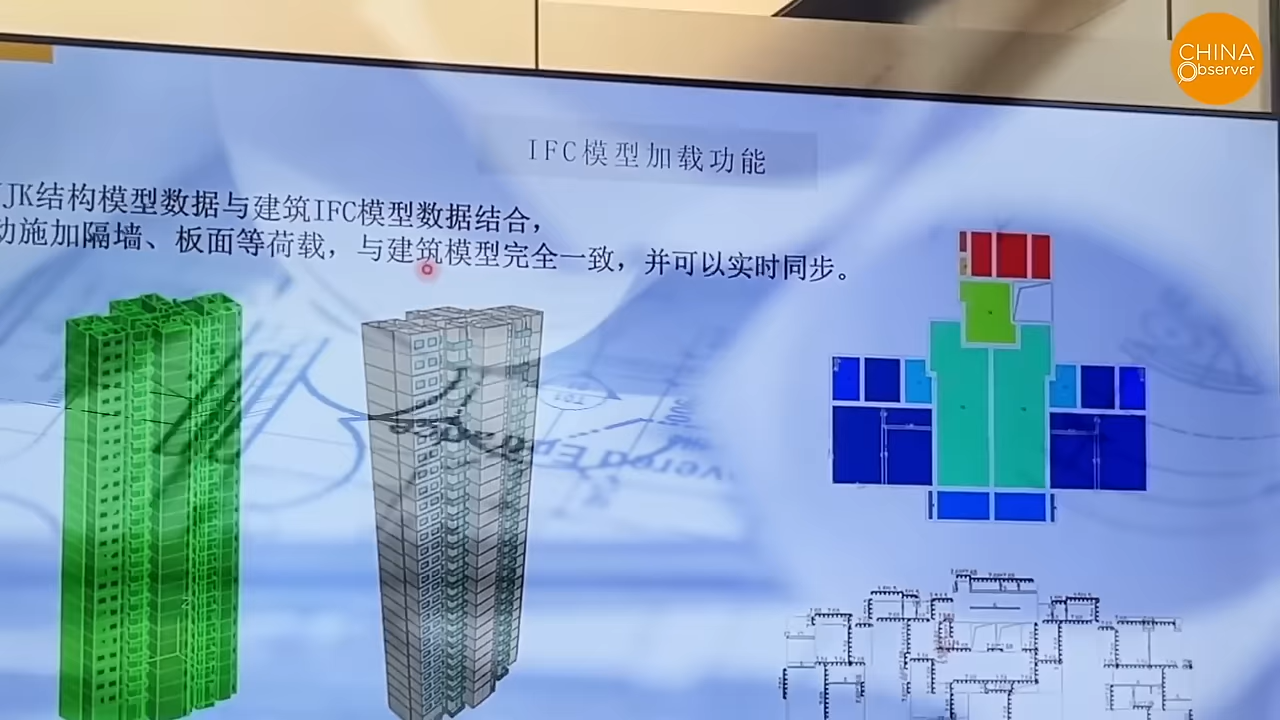 CHINA
Observer
IFC模型加载功能
JK结构模型数据与建筑IFC模型数据结合，
动施加隔墙、板面等荷载，与建筑模型完全一致，并可以实时同步。